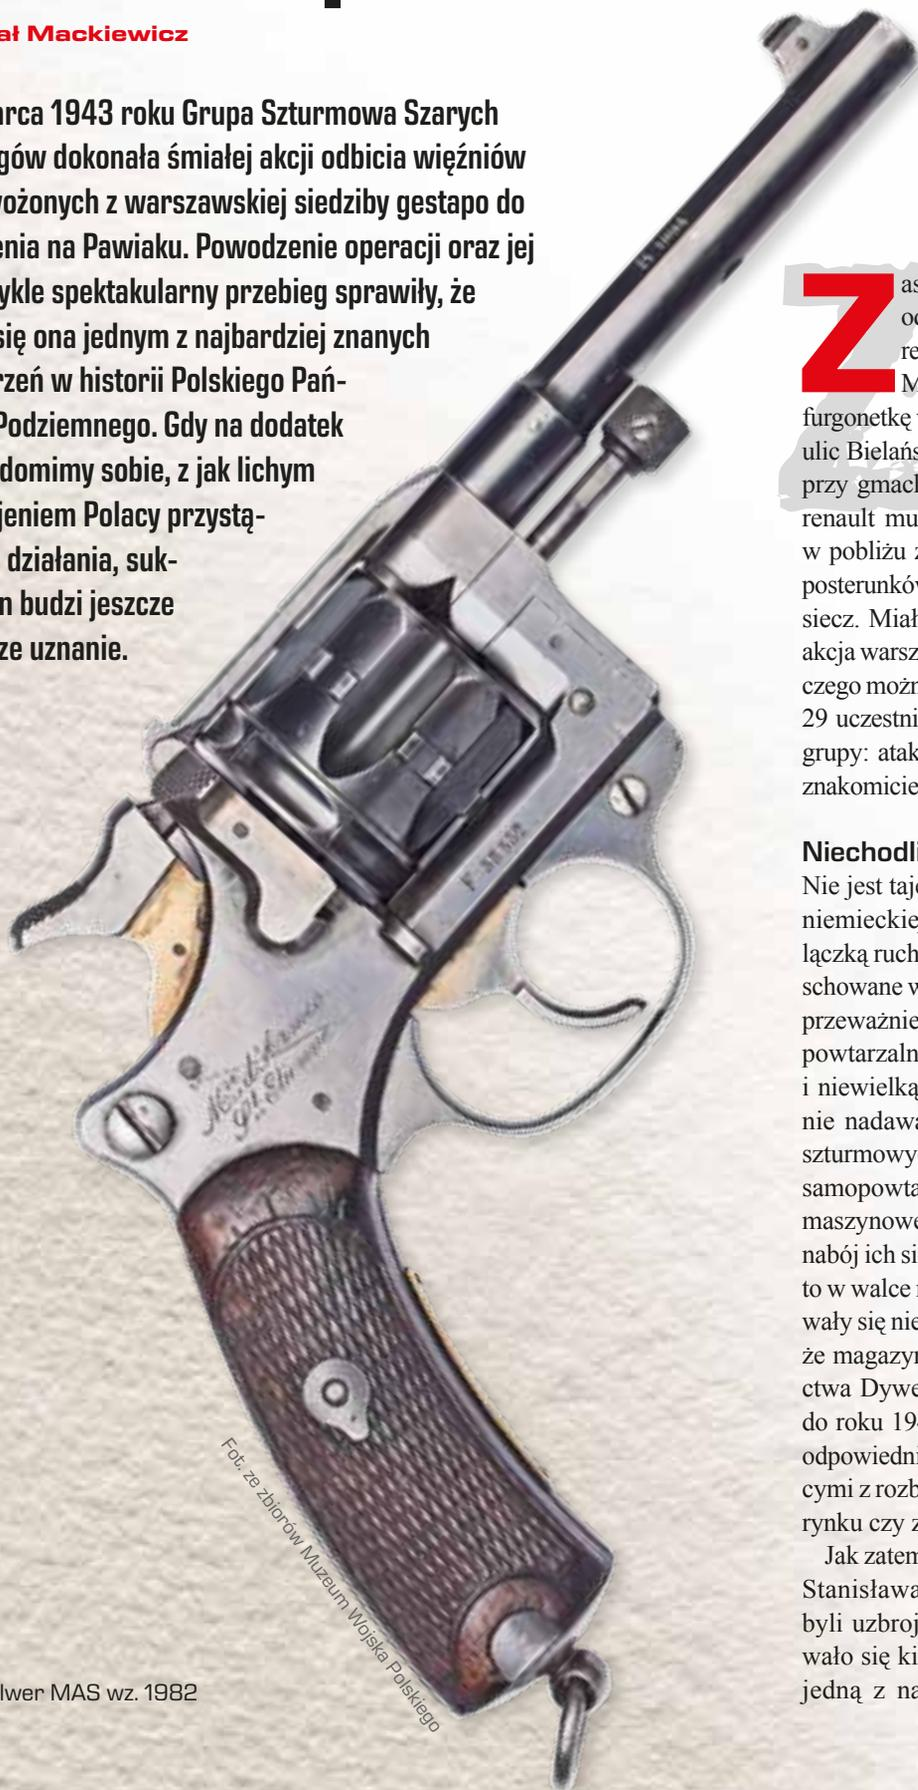 ał Mackiewicz
arca 1943 roku Grupa Szturmowa Szarych
gów dokonała śmiałej akcji odbicia więźniów
wożonych z warszawskiej siedziby gestapo do
enia na Pawiaku. Powodzenie operacji oraz jej
ykle spektakularny przebieg sprawiły, że
się ona jednym z najbardziej znanych
rzeń w historii Polskiego Pań-
Podziemnego. Gdy na dodatek
domimy sobie, z jak lichym
jeniem Polacy przystą-
działania, suk-
n budzi jeszcze
ze uznanie.
Fot. ze zbiorów Muzeum Wojska Polskiego
lwer MAS wz. 1982
Zas
od
re
M
furgonetkę
ulic Bielańs
przy gmach
renault mu
w pobliżu z
posterunków
siecz. Miał
akcja warsz
czego możn
29 uczestni
grupy: atak
znakomicie
Niechodli
Nie jest taje
niemieckie
lączką ruch
schowane w
przeważnie
powtarzaln
i niewielką
nie nadawa
szturmowy
samopowta
maszynowe
nabój ich si
to w walce
wały się nie
że magazyn
ctwa Dywe
do roku 194
odpowiedni
cymi z rozb
rynku czy z
Jak zatem
Stanisława
byli uzbroj
wało się ki
jedną z na